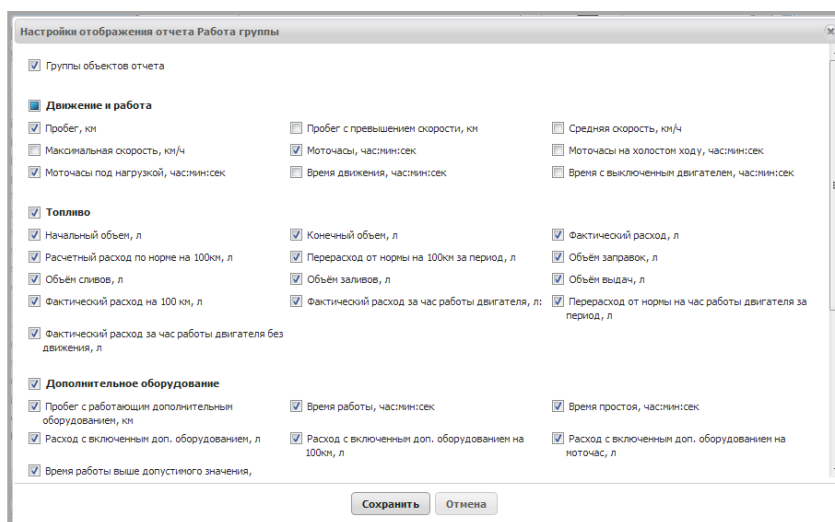 Настройки отображения отчета Работа группы
Группы объектов отчета
Движение и работа
Пробег, км
Пробег с превышением скорости, км
Средняя скорость, км/ч
Максимальная скорость, км/ч
Моточасы, час:мин:сек
Моточасы на холостом ходу, час:мин:сек
Моточасы под нагрузкой, час:мин:сек
Время движения, час:мин:сек
Время с выключенным двигателем, час:мин:сек
Топливо
Начальный объем, л
Конечный объем, л
Фактический расход, л
Расчетный расход по норме на 100км, л
Перерасход от нормы на 100км за период, л
Объём заправок, л
Объём сливов, л
Объём заливов, л
Объём выдач, л
Фактический расход на 100 км, л
Фактический расход за час работы двигателя, л:
Перерасход от нормы на час работы двигателя за
период, л
Фактический расход за час работы двигателя без
движения, л
Дополнительное оборудование
Пробег с работающим дополнительным
оборудованием, км
Время работы, час:мин:сек
Время простоя, час:мин:сек
Расход с включенным доп. оборудованием, л
Расход с включенным доп. оборудованием на
100км, л
Расход с включенным доп. оборудованием на
моточас, л
Время работы выше допустимого значения,
Сохранить
Отмена